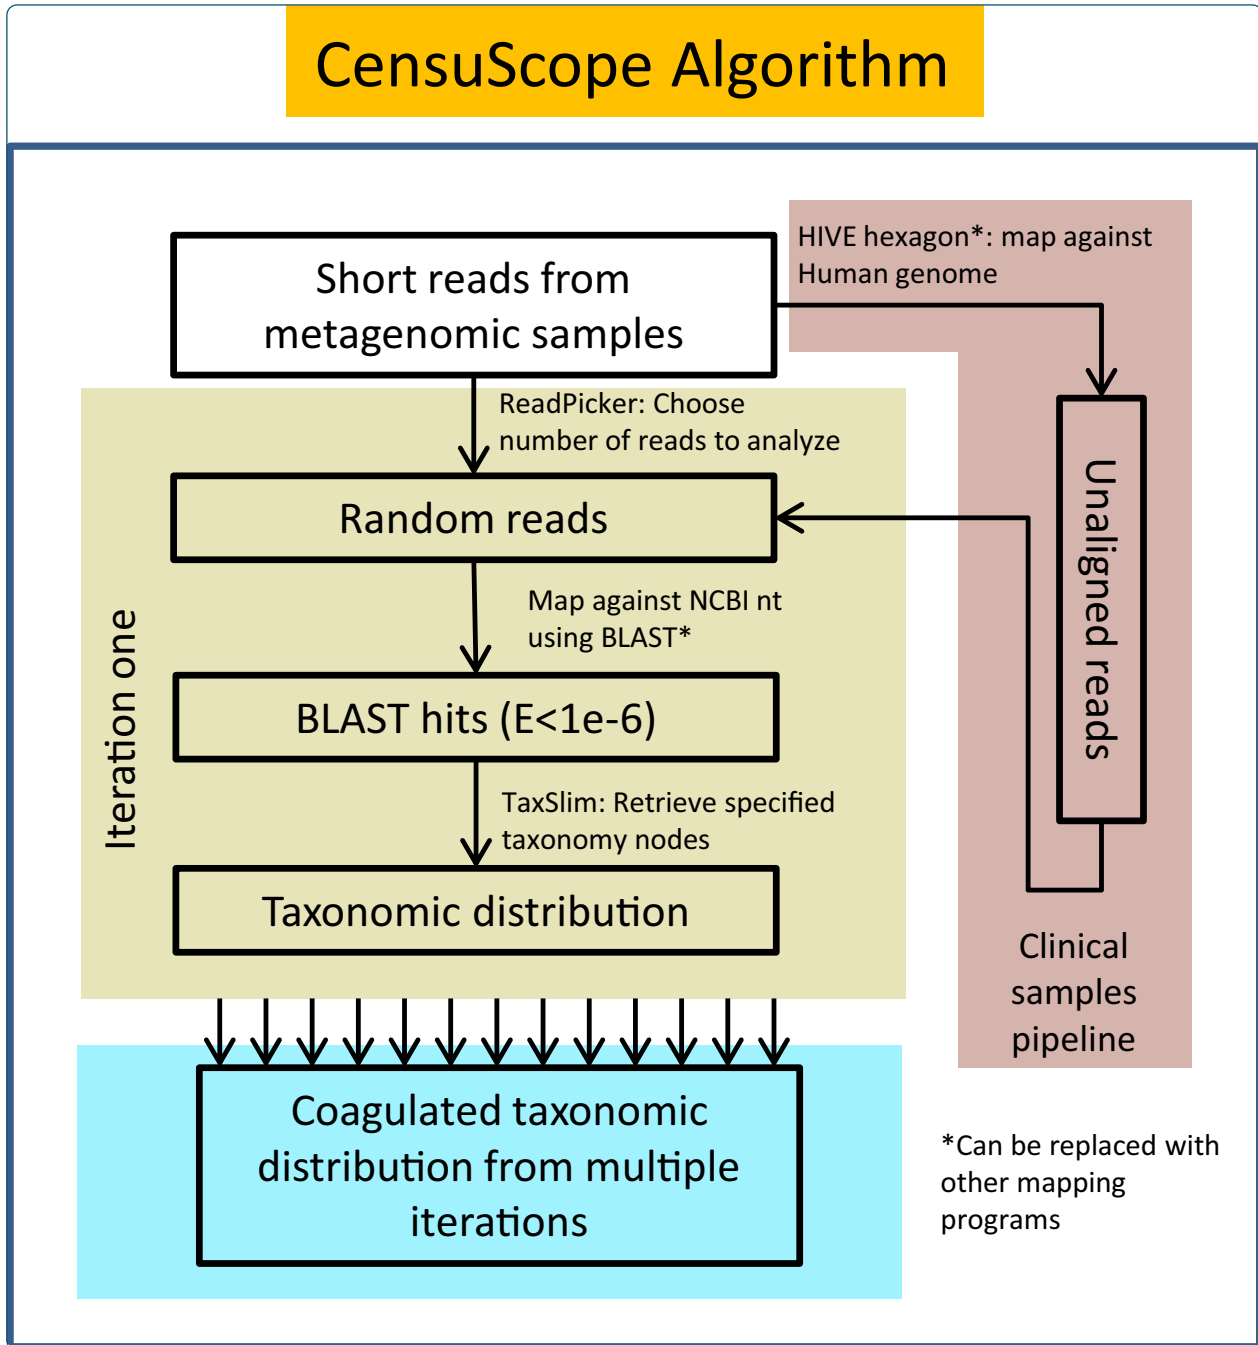 CensuScope Algorithm
Short reads from
metagenomic samples
HIVE hexagon*: map against
Human genome
ReadPicker: Choose
number of reads to analyze
Random reads
Unaligned reads
Map against NCBI nt
using BLAST*
Iteration one
BLAST hits (E<1e-6)
TaxSlim: Retrieve specified
taxonomy nodes
Taxonomic distribution
Clinical
samples
pipeline
Coagulated taxonomic
distribution from multiple
iterations
*Can be replaced with
other mapping
programs